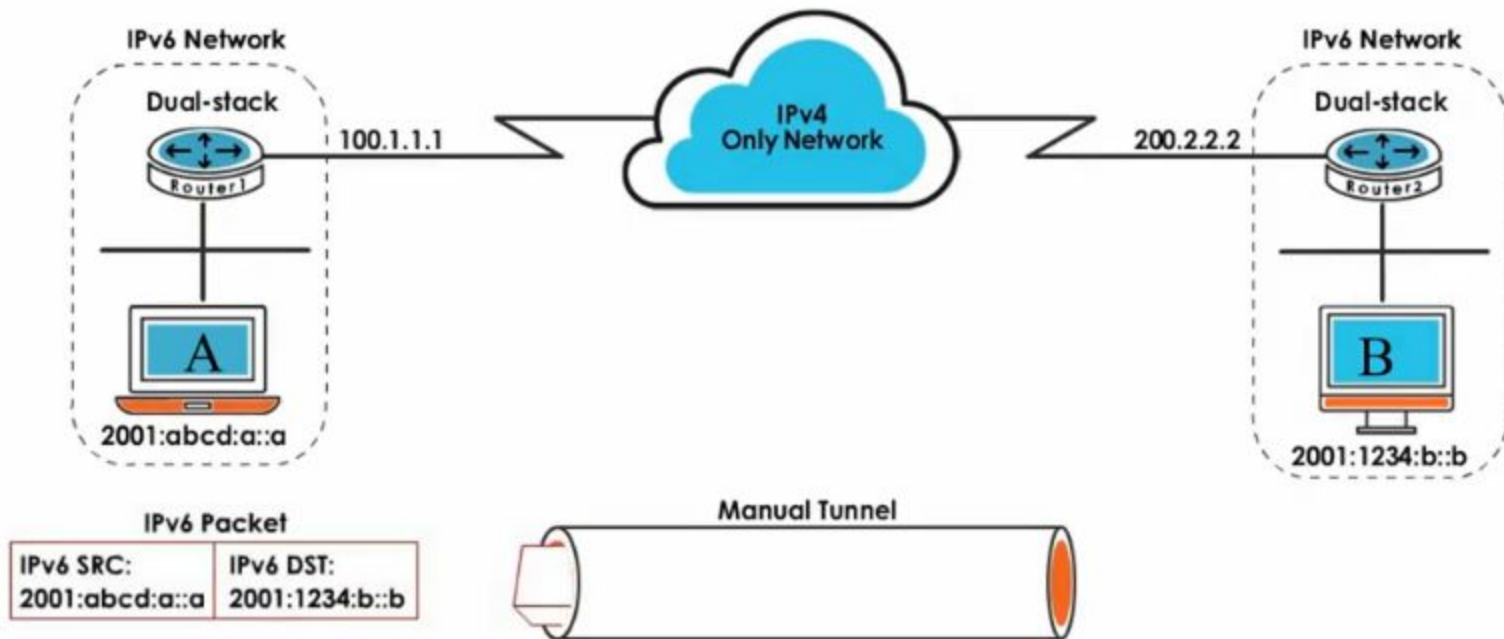 IPv6 Network
Dual-stack
Router1
100.1.1.1
A
2001:abcd:a::a
IPv4
Only Network
IPv6 Network
Dual-stack
200.2.2.2
Router2
B
2001:1234:b::b
IPv6 Packet
IPv6 SRC:
2001:abcd:a::a
IPv6 DST:
2001:1234:b::b
Manual Tunnel